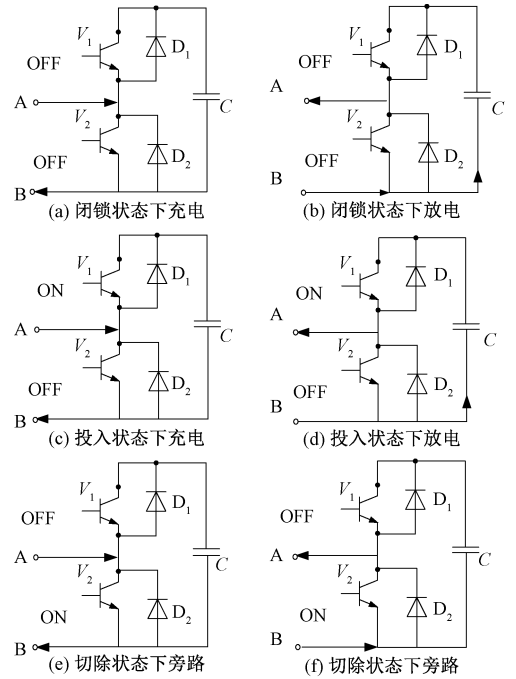 V1
D1
OFF
A
C
V2
OFF
D2
B
(a) 闭锁状态下充电
V1
D1
OFF
A
C
V2
OFF
D2
B
(b) 闭锁状态下放电
V1
D1
ON
A
C
V2
OFF
D2
B
(c) 投入状态下充电
V1
D1
ON
A
C
V2
OFF
D2
B
(d) 投入状态下放电
V1
D1
OFF
A
C
V2
ON
D2
B
(e) 切除状态下旁路
V1
D1
OFF
A
C
V2
ON
D2
B
(f) 切除状态下旁路